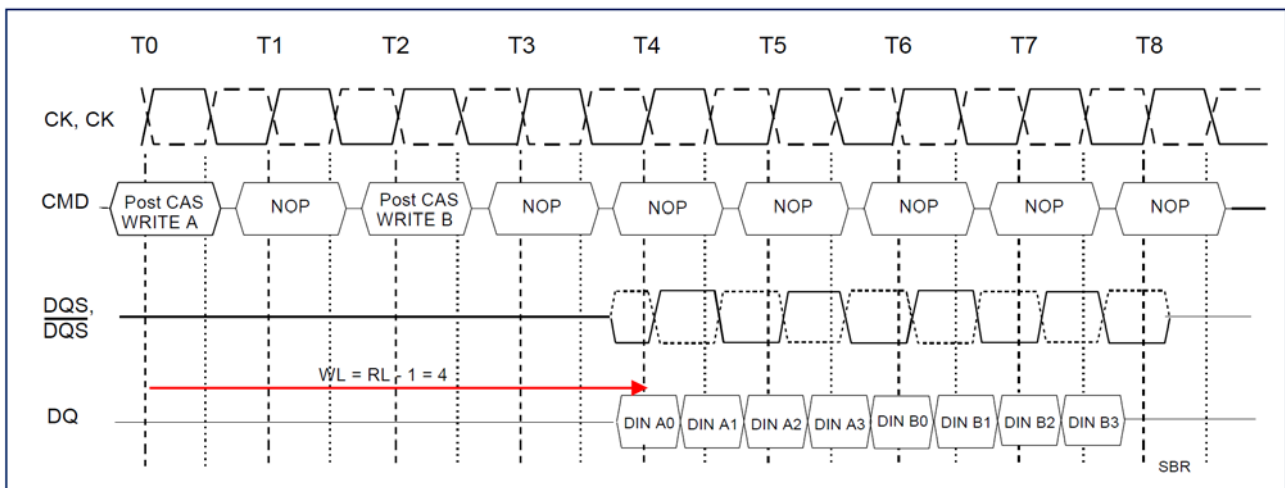 T0 T1 T2 T3 T4 T5 T6 T7 T8
CK, CK
CMD
Post CAS
WRITE A
NOP
Post CAS
WRITE B
NOP
NOP
NOP
NOP
NOP
NOP
DQS,
DQS
WL = RL - 1 = 4
DQ
DIN A0 DIN A1 DIN A2 DIN A3 DIN B0 DIN B1 DIN B2 DIN B3
SBR